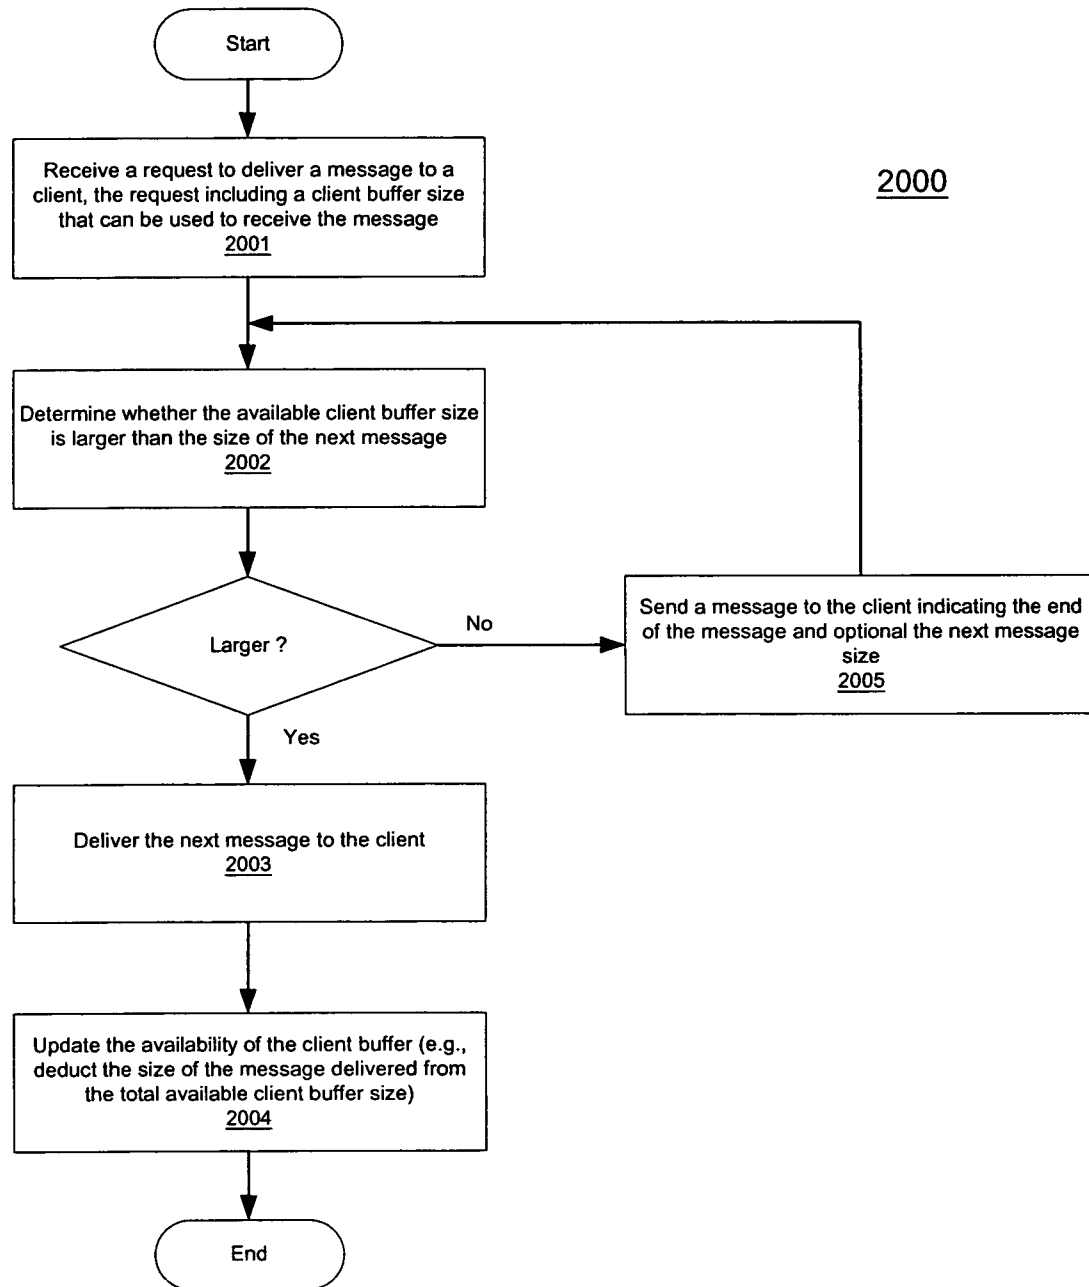 Start
Receive a request to deliver a message to a
client, the request including a client buffer size
that can be used to receive the message
2001
2000
Determine whether the available client buffer size
is larger than the size of the next message
2002
Larger ?
No
Send a message to the client indicating the end
of the message and optional the next message
size
2005
Yes
Deliver the next message to the client
2003
Update the availability of the client buffer (e.g.,
deduct the size of the message delivered from
the total available client buffer size)
2004
End